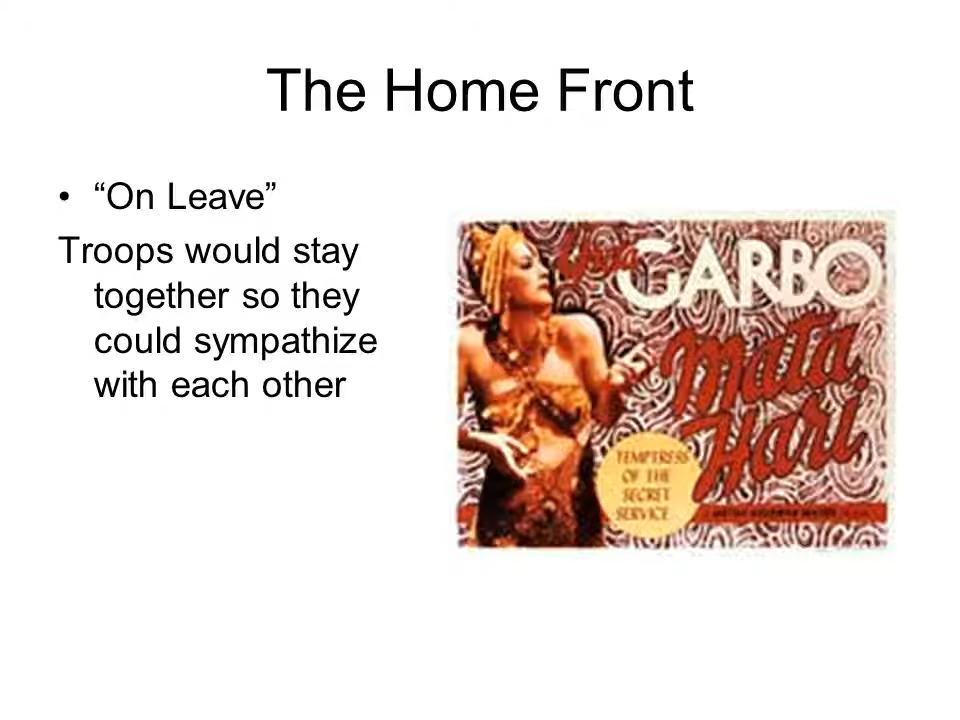 The Home Front
• “On Leave”
Troops would stay
together so they
could sympathize
with each other
GARBO
Mata
Hari
TEMPTRESS
OF THE
SECRET
SERVICE